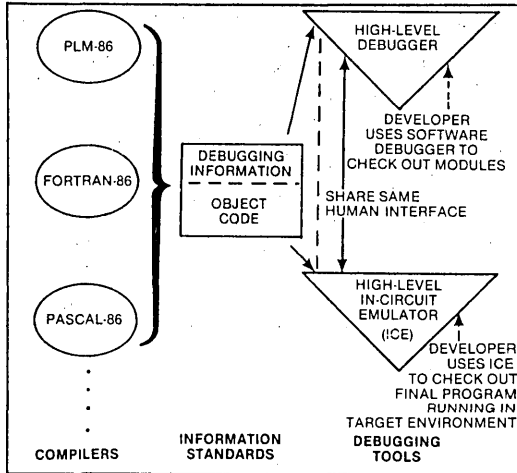 PLM-86
FORTRAN-86
PASCAL-86
COMPILERS
DEBUGGING
INFORMATION
OBJECT
CODE
INFORMATION
STANDARDS
HIGH-LEVEL
DEBUGGER
DEVELOPER
USES SOFTWARE
DEBUGGER TO
CHECK OUT MODULES
SHARE SAME
HUMAN INTERFACE
HIGH-LEVEL
IN-CIRCUIT
EMULATOR
(ICE)
DEVELOPER
USES ICE
TO CHECK OUT
FINAL PROGRAM
RUNNING IN
TARGET ENVIRONMENT
DEBUGGING
TOOLS